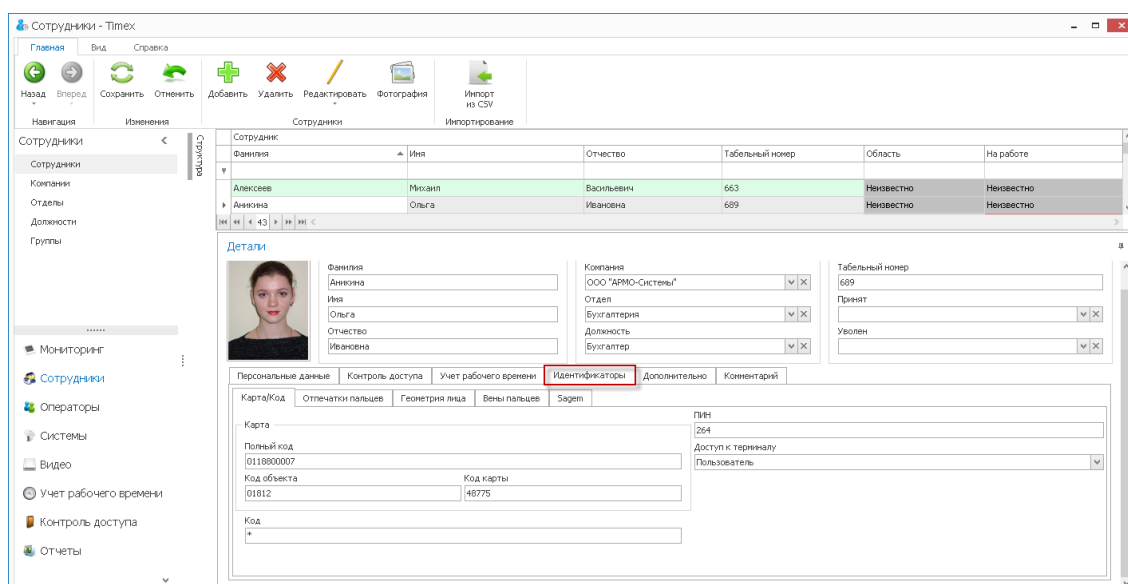 Сотрудники - Timex
Главная Вид Справка
Назад Вперед Сохранить Отменить Добавить Удалить Редактировать Фотография Импорт
из CSV
Навигация Изменения Сотрудники Импортирование
Сотрудники
Сотрудники
Компании
Отделы
Должности
Группы
Мониторинг
Сотрудники
Операторы
Системы
Видео
Учет рабочего времени
Контроль доступа
Отчеты
Структура
Сотрудник
Фамилия Имя Отчество Табельный номер Область На работе
Алексеев Михаил Васильевич 663 Неизвестно Неизвестно
Аникина Ольга Ивановна 689 Неизвестно Неизвестно
43
Детали
Фамилия Компания Табельный номер
Аникина ООО "АРМО-Системы" 689
Имя Отдел Принят
Ольга Бухгалтерия
Отчество Должность Уволен
Ивановна Бухгалтер
Персональные данные Контроль доступа Учет рабочего времени Идентификаторы Дополнительно Комментарий
Карта/Код Отпечатки пальцев Геометрия лица Вены пальцев Sagem
Карта ПИН
264
Полный код Доступ к терминалу
0118800007 Пользователь
Код объекта Код карты
01812 48775
Код
*